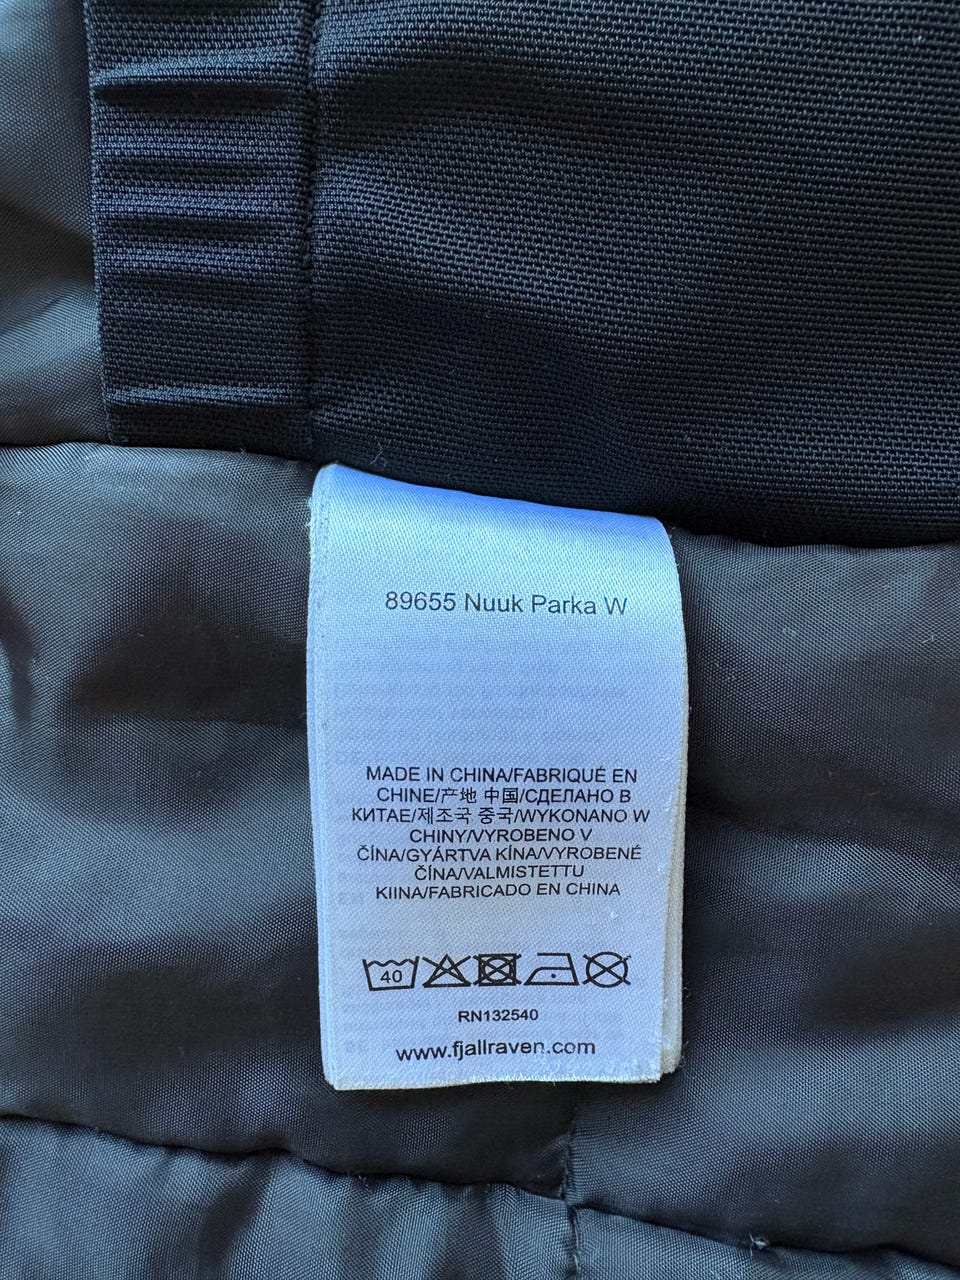 89655 Nuuk Parka W
MADE IN CHINA/FABRIQUÉ EN
CHINE/产地 中国/СДЕЛАНО В
КИТАЕ/제조국 중국/WYKONANO W
CHINY/VYROBENO V
ČÍNA/GYÁRTVA KÍNA/VYROBENÉ
ČÍNA/VALMISTETTU
KIINA/FABRICADO EN CHINA
40
RN132540
www.fjallraven.com